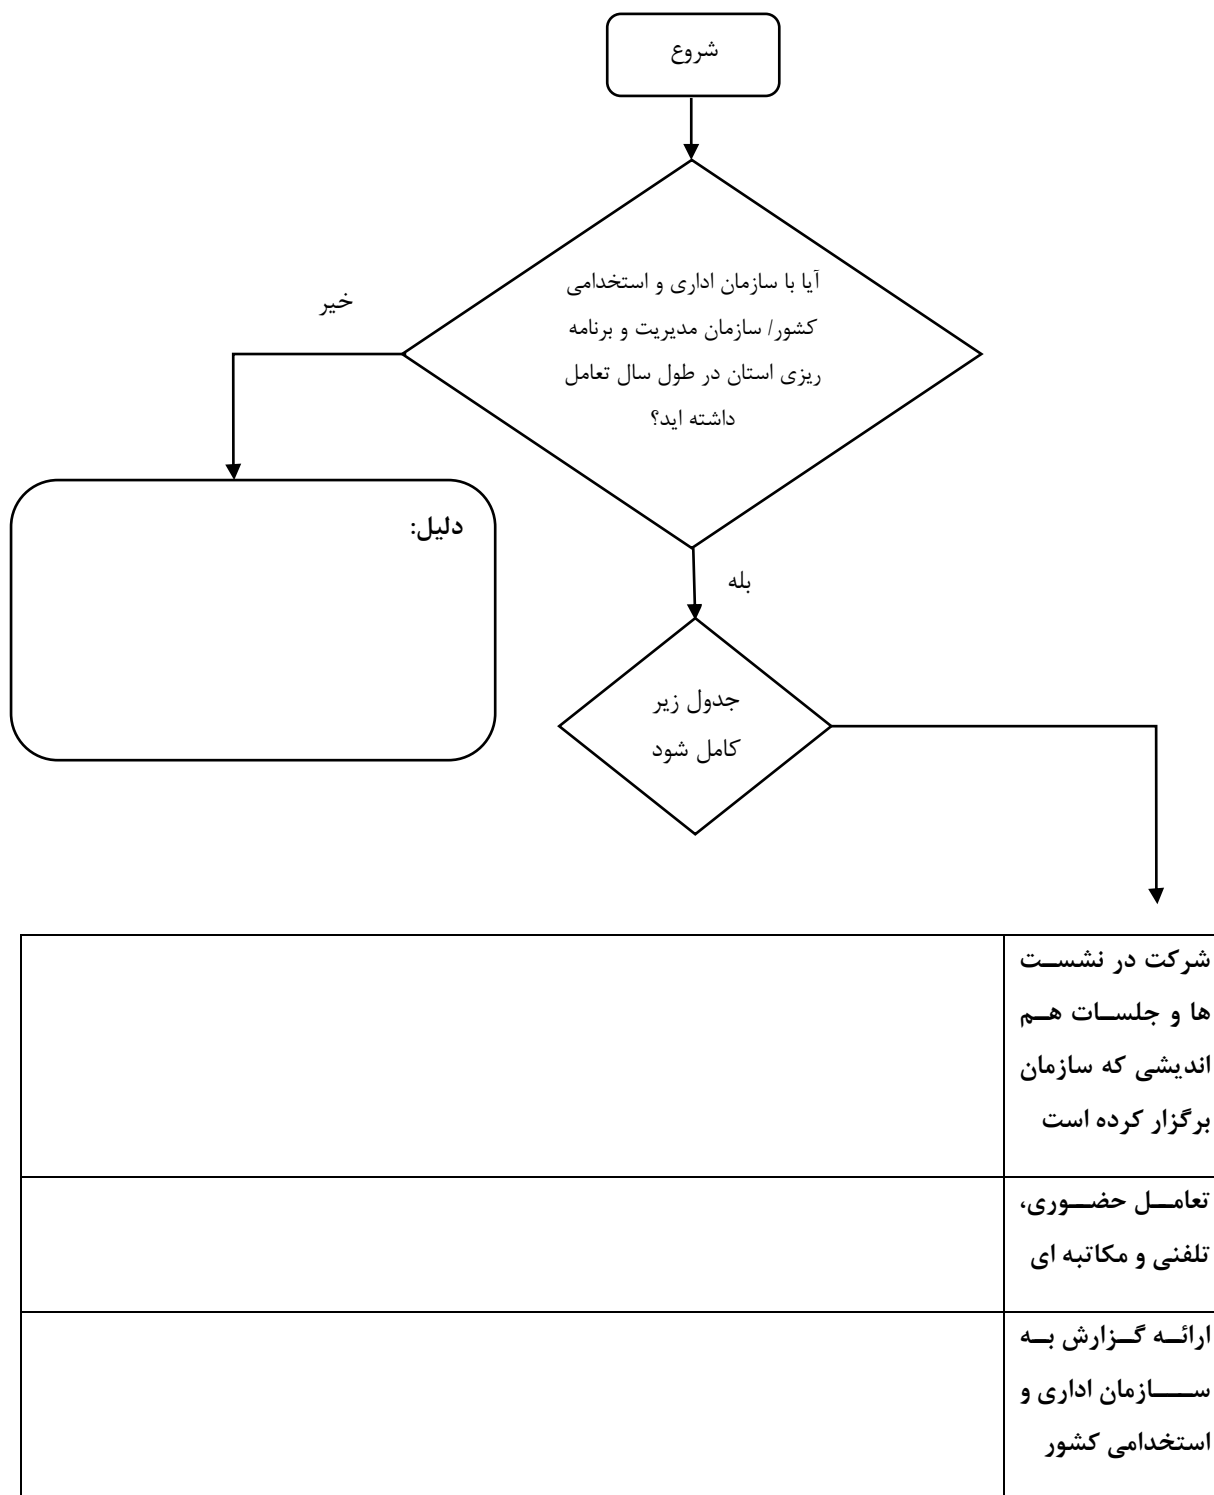 شروع
آیا با سازمان اداری و استخدامی
کشور/ سازمان مدیریت و برنامه
ریزی استان در طول سال تعامل
داشته اید؟
خیر
دلیل:
بله
جدول زیر
کامل شود
شرکت در نشست
ها و جلسات هم
اندیشی که سازمان
برگزار کرده است
تعامل حضوری،
تلفنی و مکاتبه ای
ارائه گزارش به
سازمان اداری و
استخدامی کشور